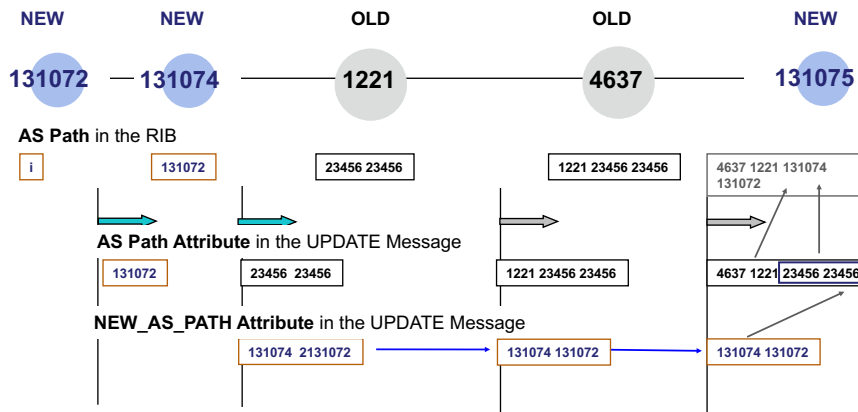 NEW NEW OLD OLD NEW
131072 131074 1221 4637 131075
AS Path in the RIB
i 131072 23456 23456 1221 23456 23456 4637 1221 131074
131072
AS Path Attribute in the UPDATE Message
131072 23456 23456 1221 23456 23456 4637 1221 23456 23456
NEW_AS_PATH Attribute in the UPDATE Message
131074 2131072 131074 131072 131074 131072